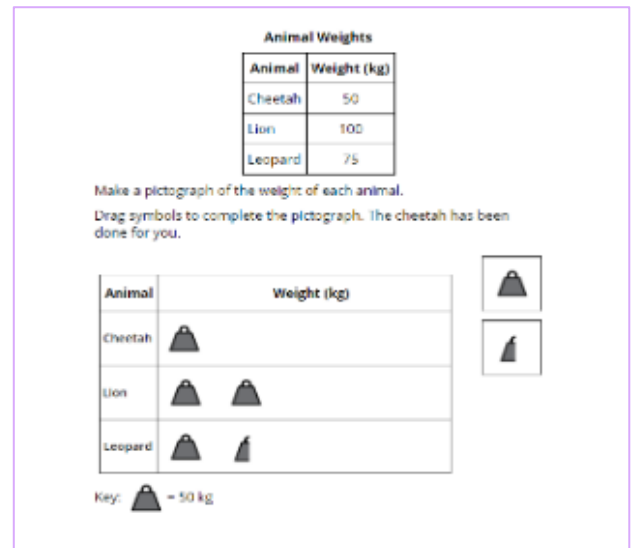 Animal Weights
Animal Weight (kg)
Cheetah 50
Lion 100
Leopard 75
Make a pictograph of the weight of each animal.
Drag symbols to complete the pictograph. The cheetah has been
done for you.
Animal Weight (kg)
Cheetah
Lion
Leopard
Key: = 50 kg